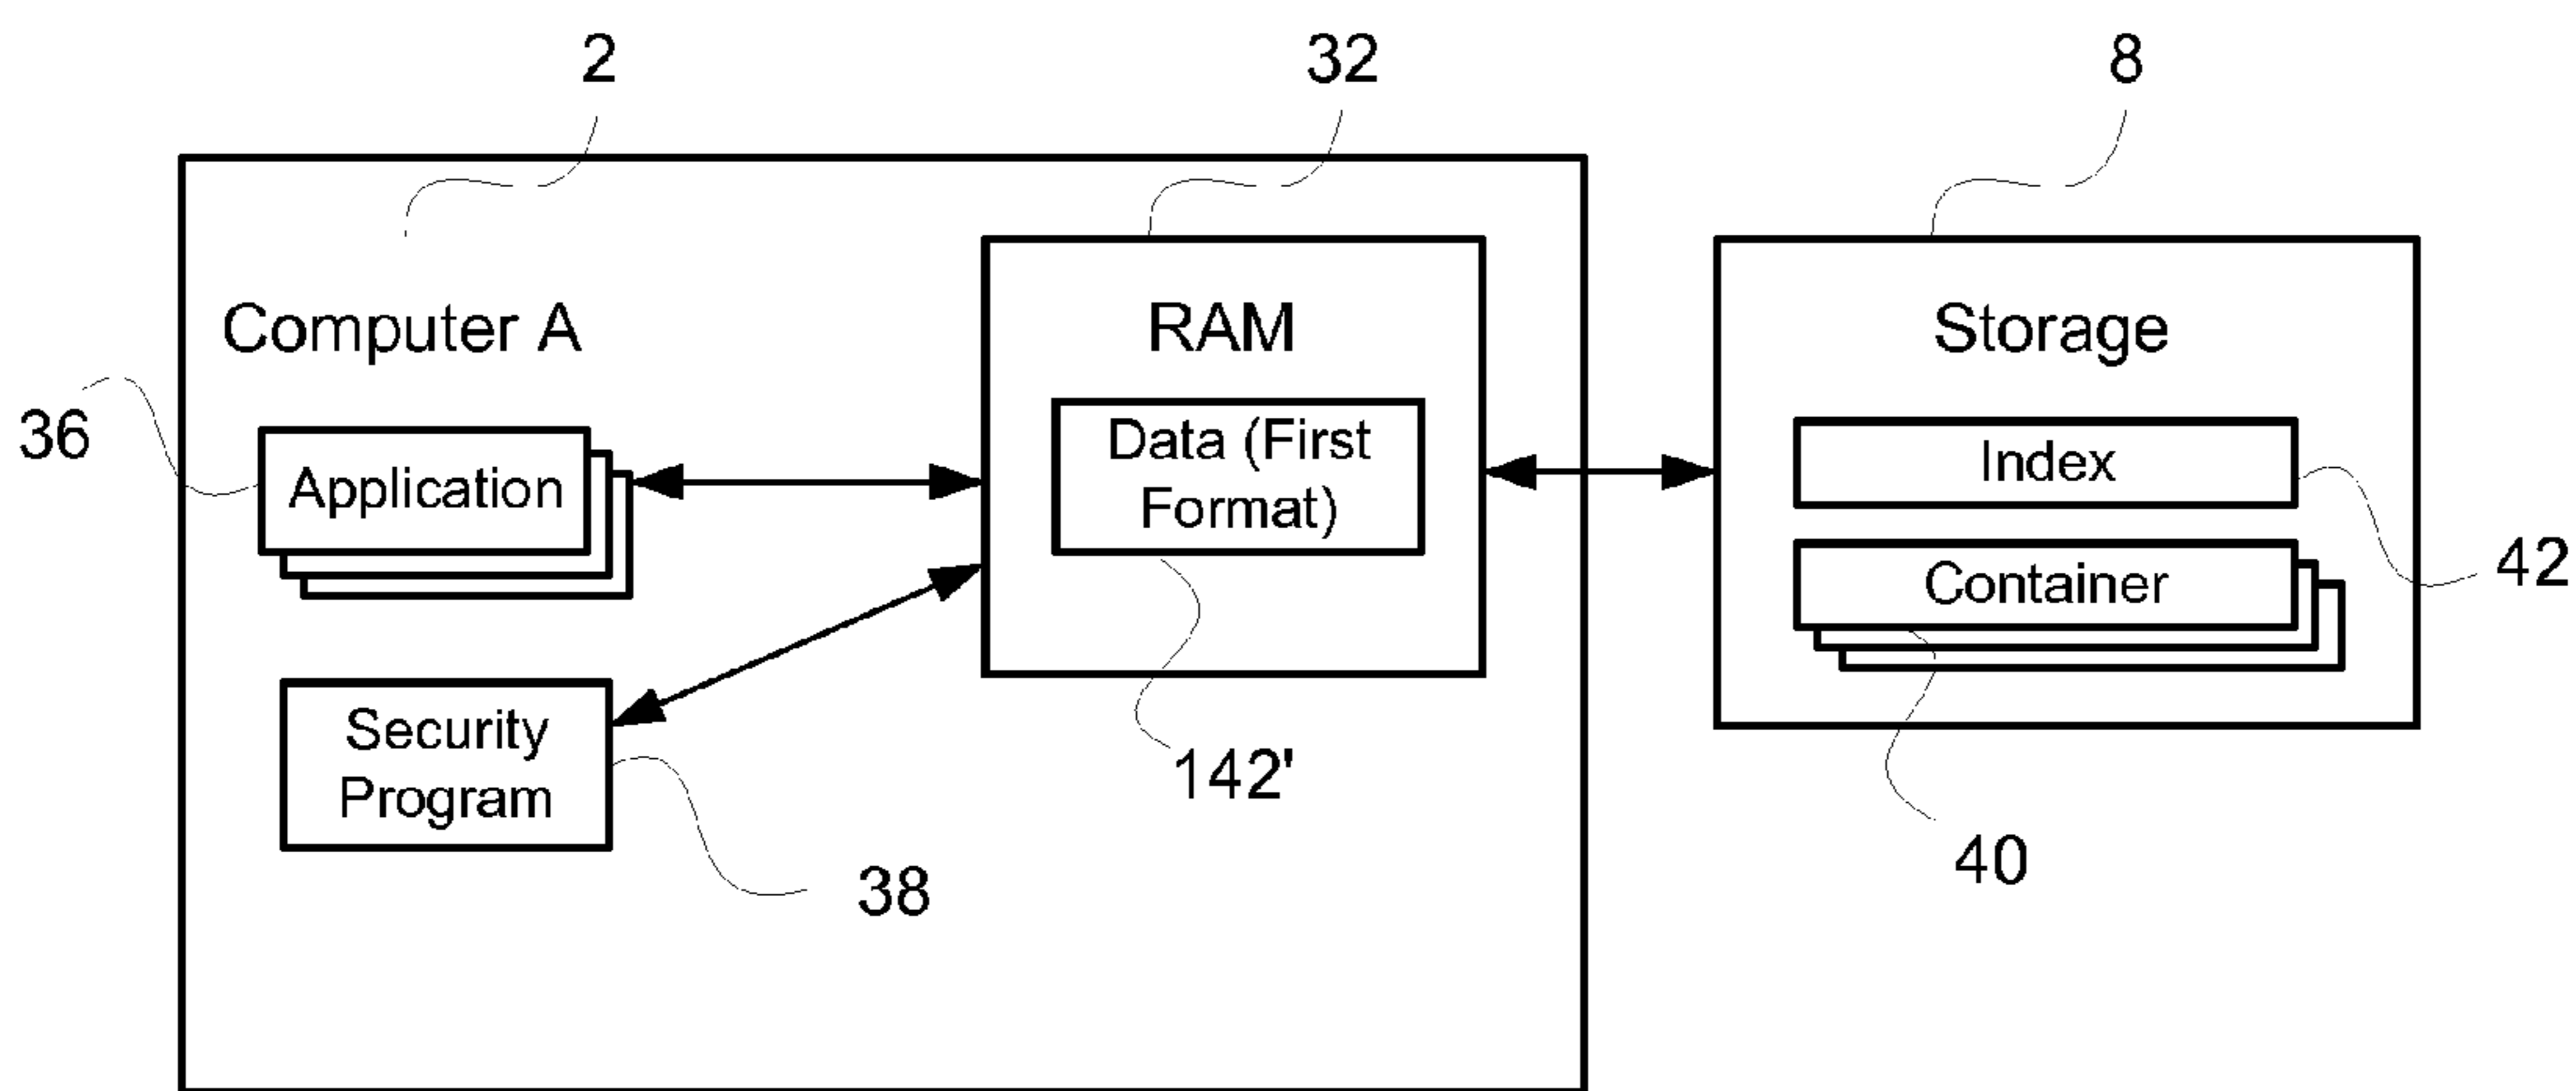 2
32
8
Computer A
RAM
Storage
36
Application
Data (First
Format)
Index
42
Container
Security
Program
142'
40
38